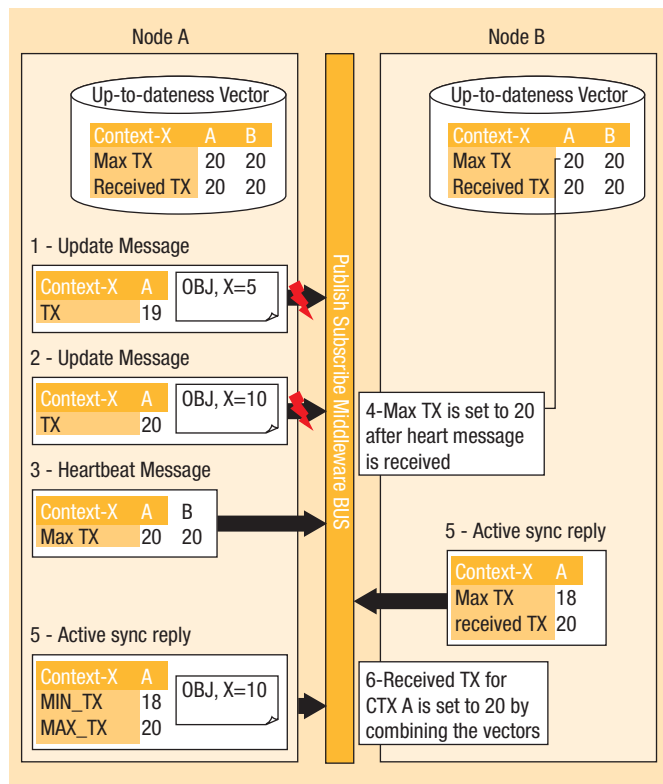 Node A
Up-to-dateness Vector
Context-X A B
Max TX 20 20
Received TX 20 20
1 - Update Message
Context-X A
TX 19
OBJ, X=5
2 - Update Message
Context-X A
TX 20
OBJ, X=10
3 - Heartbeat Message
Context-X A B
Max TX 20 20
5 - Active sync reply
Context-X A
MIN_TX 18
MAX_TX 20
OBJ, X=10
Publish Subscribe Middleware BUS
Node B
Up-to-dateness Vector
Context-X A B
Max TX 20 20
Received TX 20 20
4-Max TX is set to 20
after heart message
is received
5 - Active sync reply
Context-X A
Max TX 18
received TX 20
6-Received TX for
CTX A is set to 20 by
combining the vectors